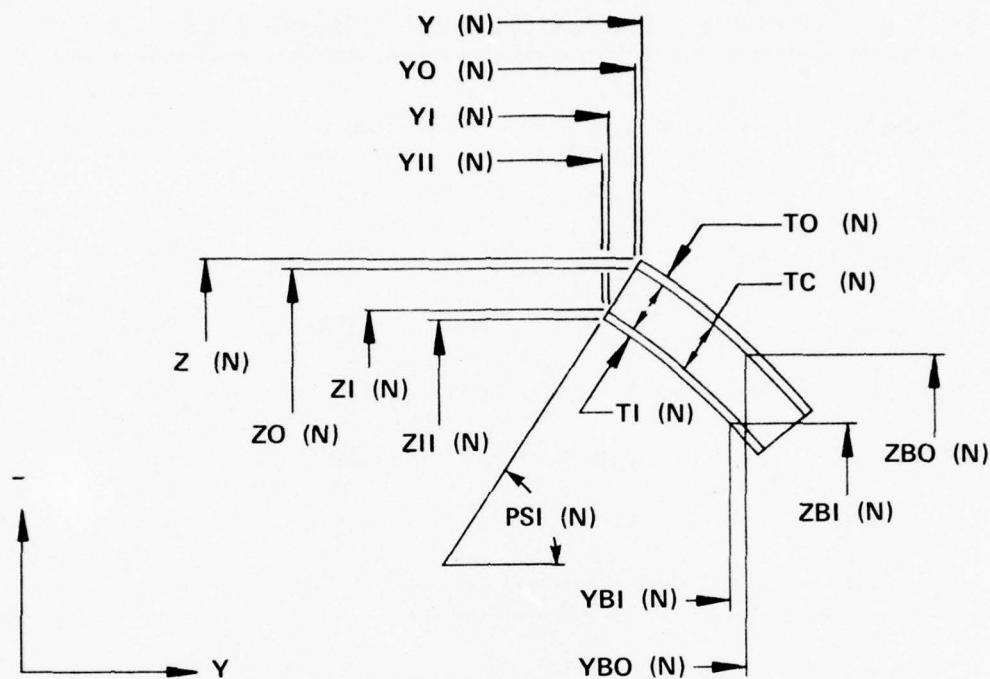 Y (N)
YO (N)
YI (N)
YII (N)
TO (N)
TC (N)
Z (N)
ZI (N)
ZO (N)
ZII (N)
TI (N)
ZBO (N)
ZBI (N)
PSI (N)
YBI (N)
YBO (N)
Y